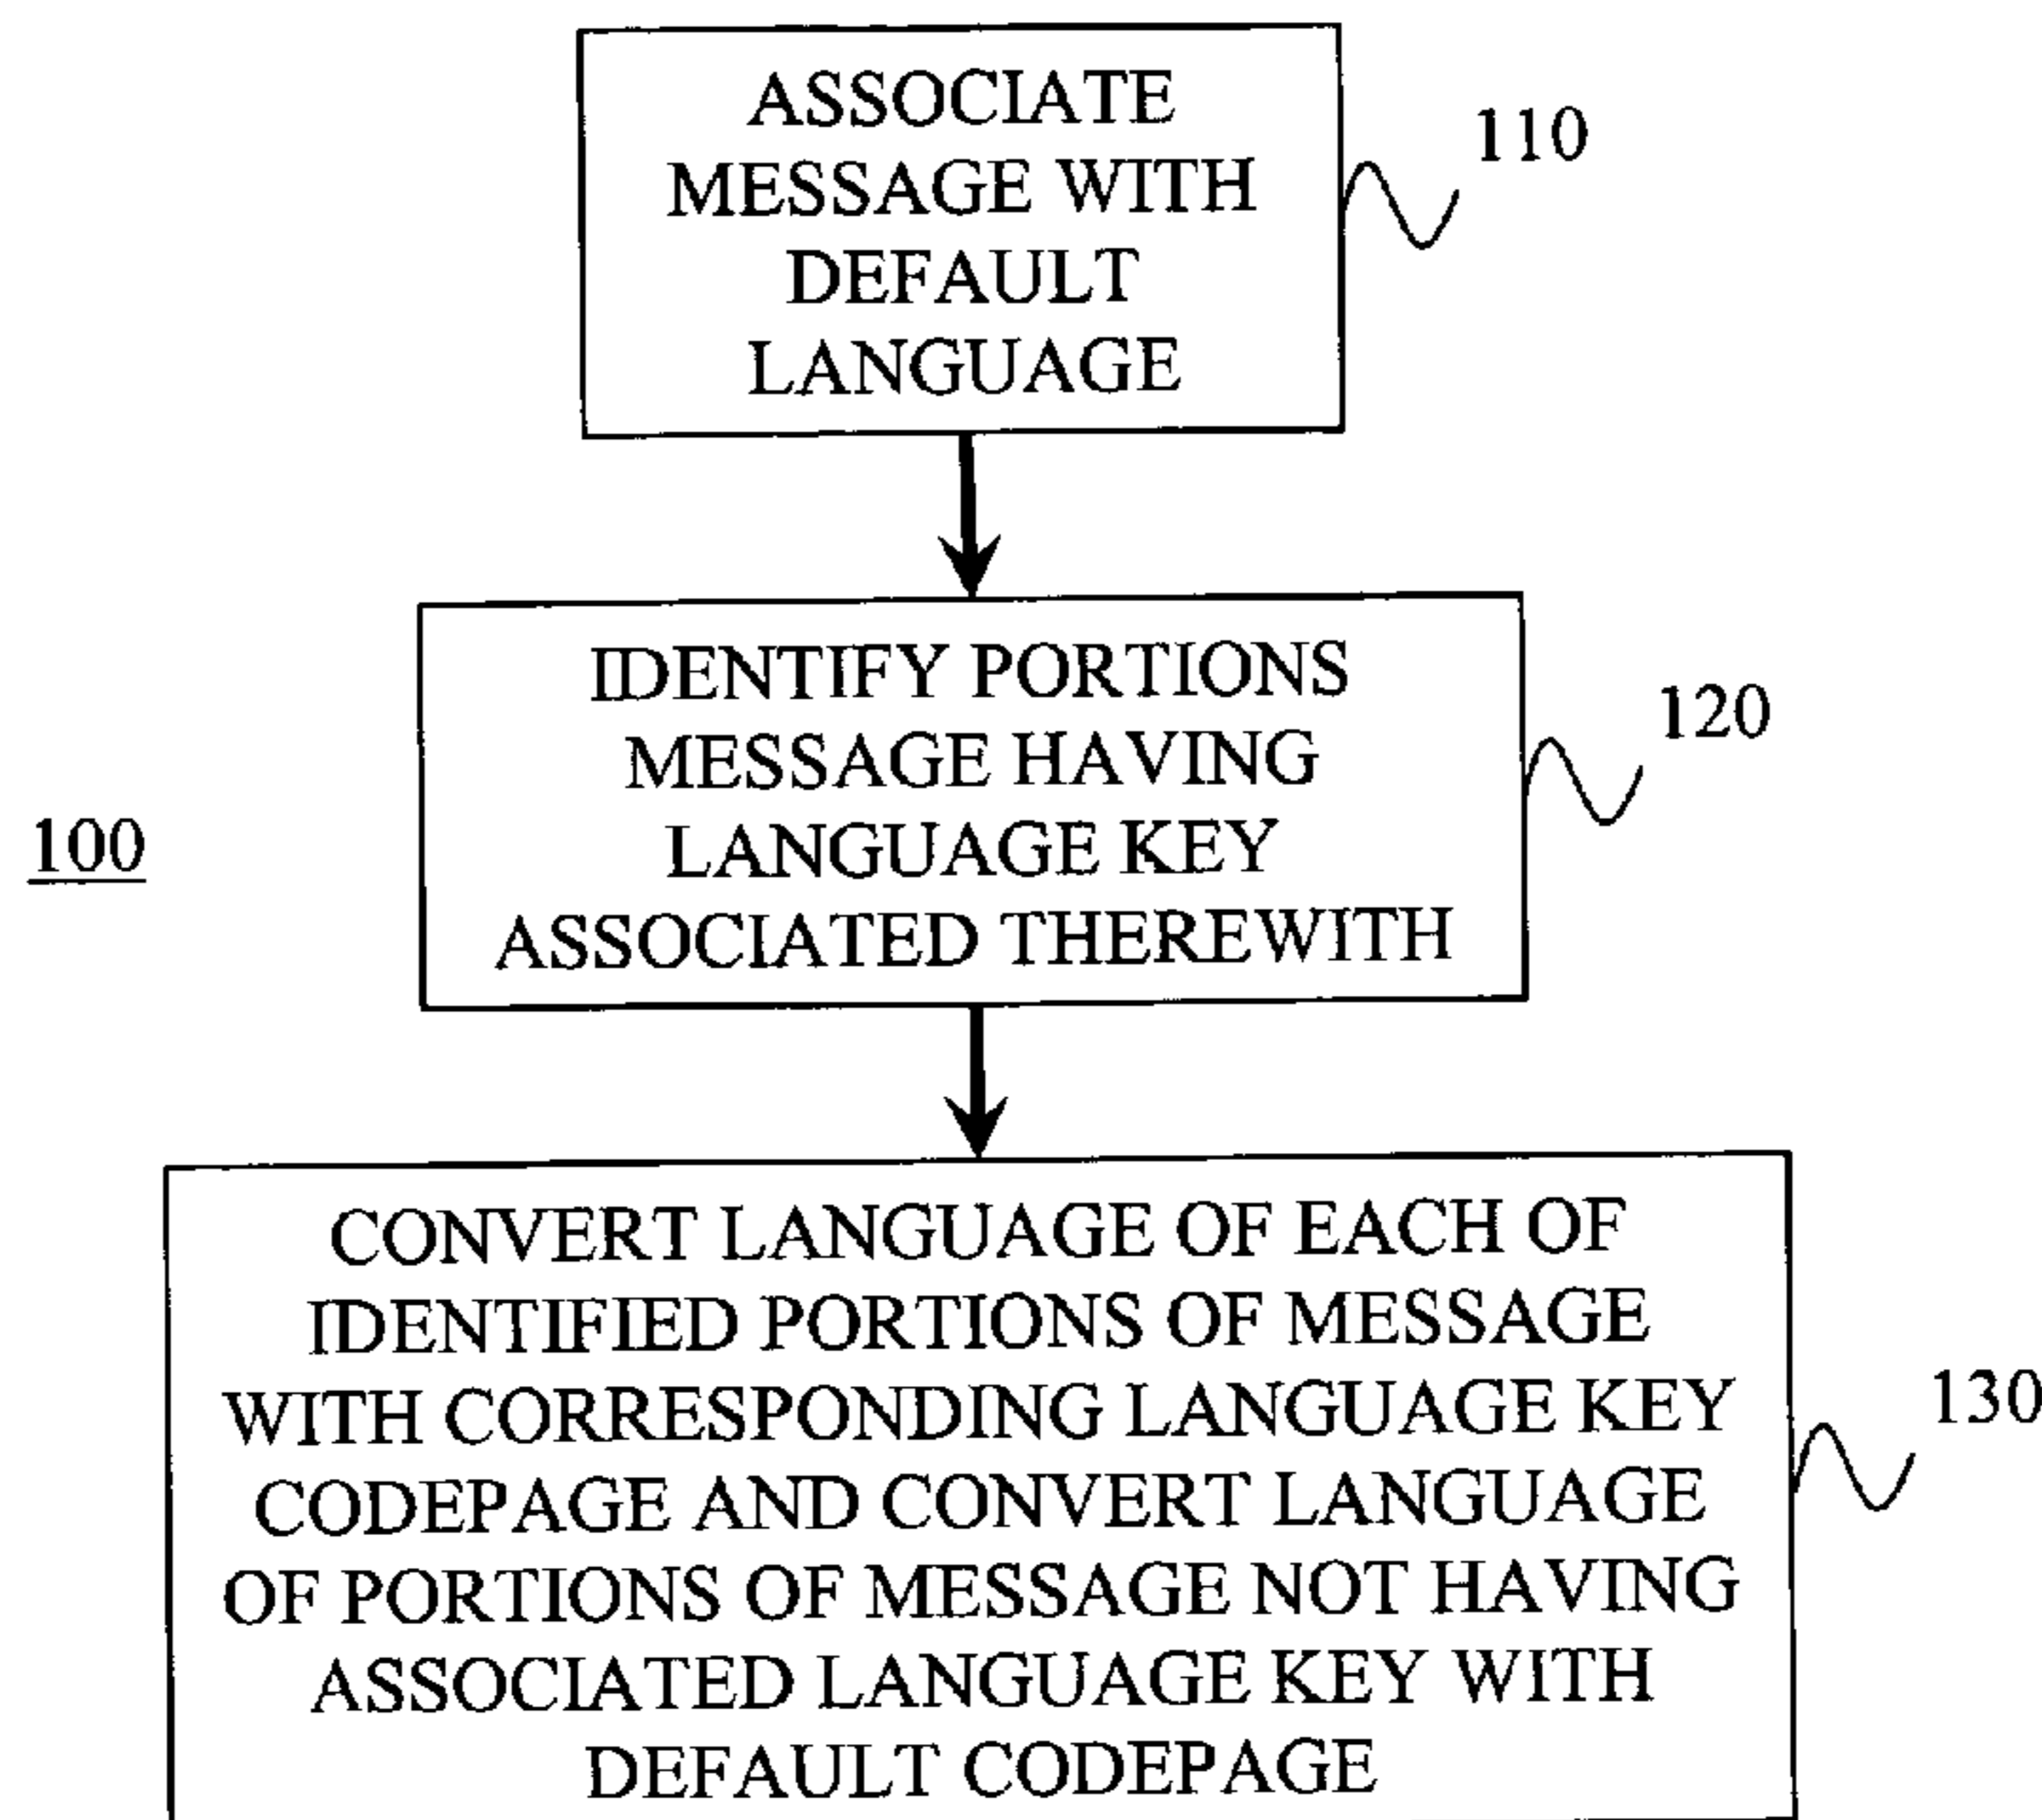 ASSOCIATE
MESSAGE WITH
DEFAULT
LANGUAGE
110
IDENTIFY PORTIONS
MESSAGE HAVING
LANGUAGE KEY
ASSOCIATED THEREWITH
120
100
CONVERT LANGUAGE OF EACH OF
IDENTIFIED PORTIONS OF MESSAGE
WITH CORRESPONDING LANGUAGE KEY
CODEPAGE AND CONVERT LANGUAGE
OF PORTIONS OF MESSAGE NOT HAVING
ASSOCIATED LANGUAGE KEY WITH
DEFAULT CODEPAGE
130